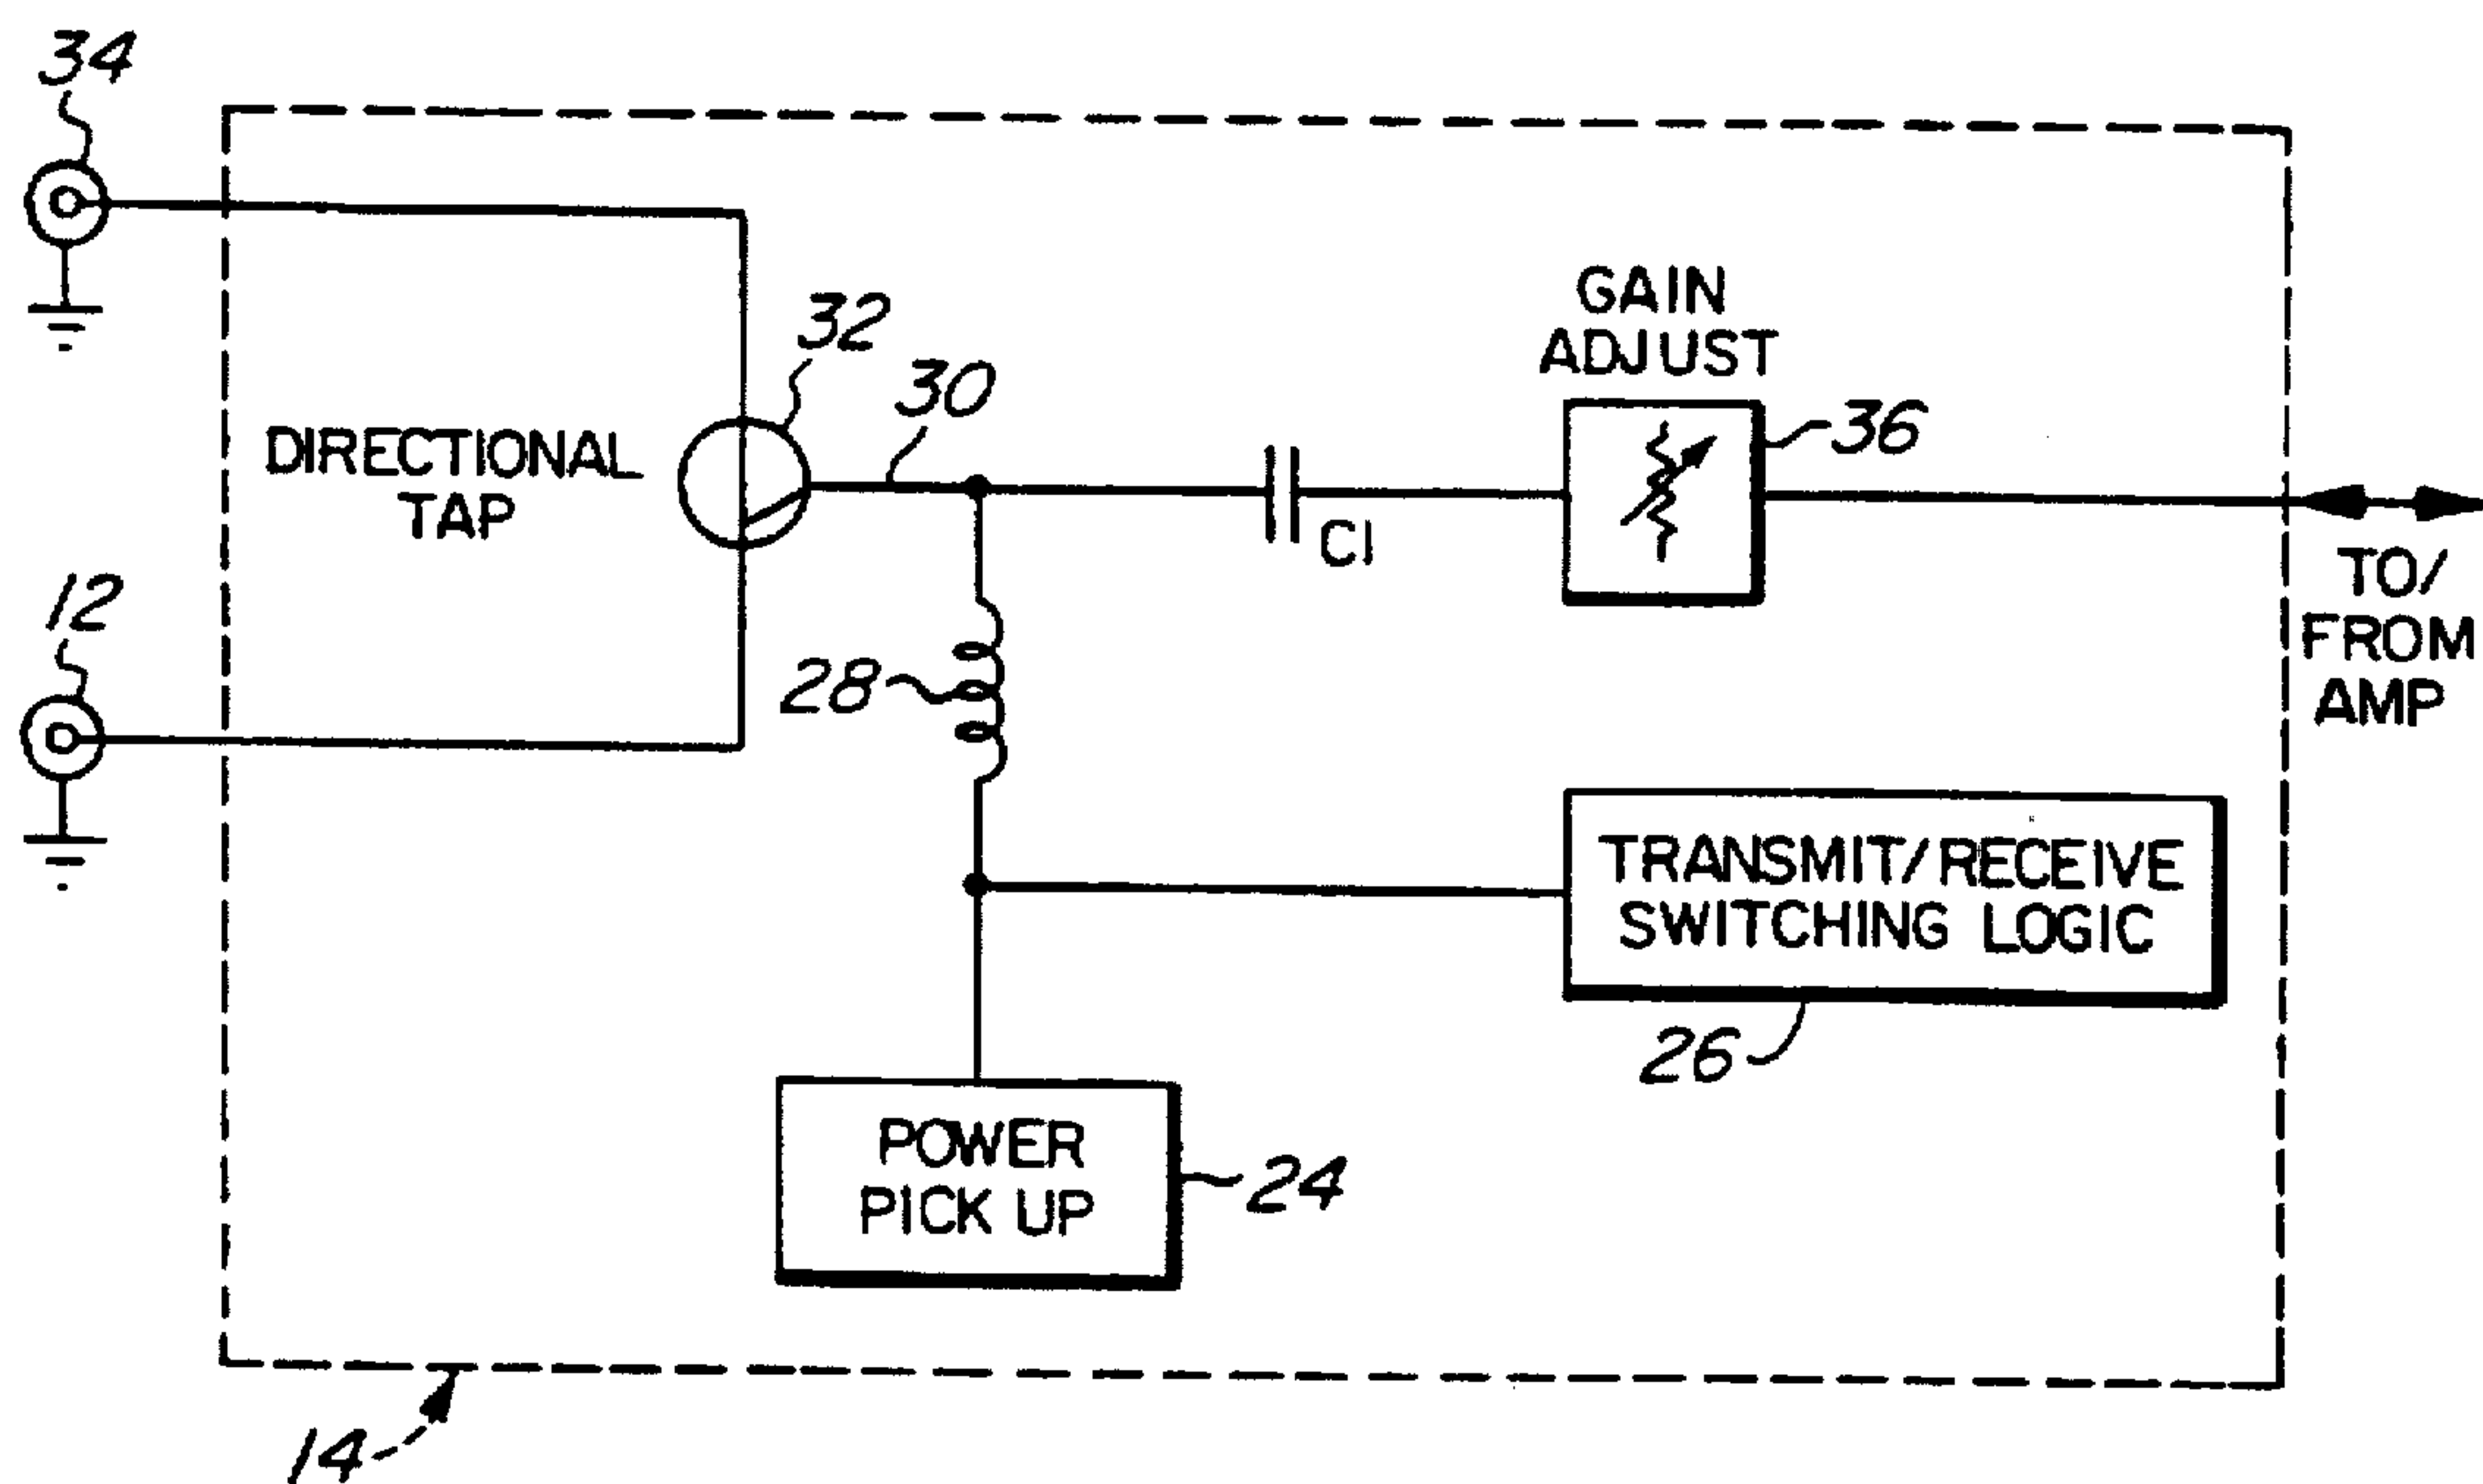 34
32
30
GAIN
ADJUST
36
DIRECTIONAL
TAP
C1
TO/
FROM
AMP
12
28
TRANSMIT/RECEIVE
SWITCHING LOGIC
26
POWER
PICK UP
24
14